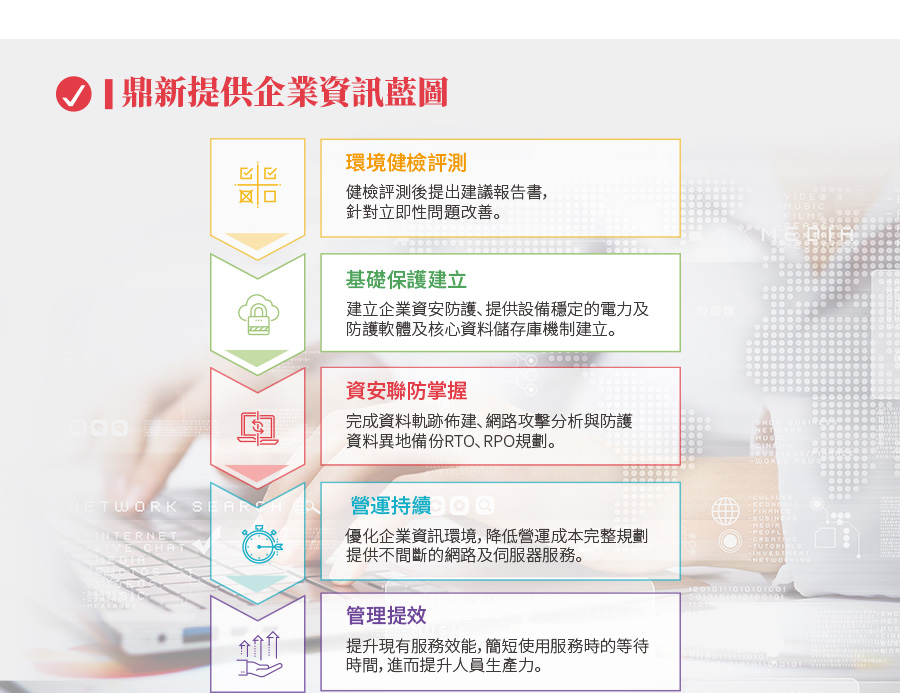 鼎新提供企業資訊藍圖
環境健檢評測
健檢評測後提出建議報告書,
針對立即性問題改善。
基礎保護建立
建立企業資安防護、提供設備穩定的電力及
防護軟體及核心資料儲存庫機制建立。
資安聯防掌握
完成資料軌跡佈建、網路攻擊分析與防護
資料異地備份RTO、RPO規劃。
營運持續
優化企業資訊環境,降低營運成本完整規劃
提供不間斷的網路及伺服器服務。
管理提效
提升現有服務效能,簡短使用服務時的等待
時間,進而提升人員生產力。
MEDIA
NETWORK SEARCH
INTERNET
LIVE CHAT